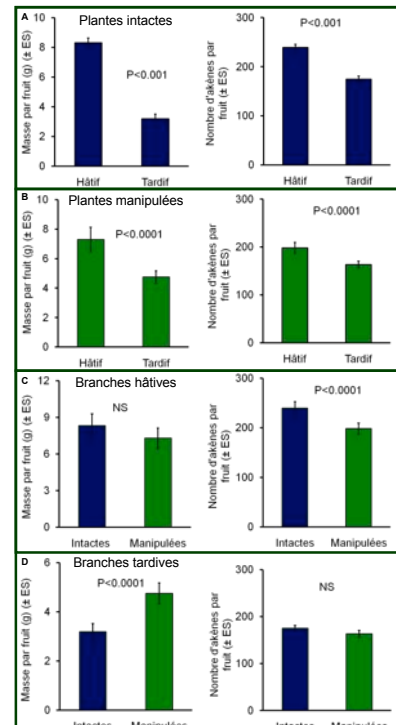 A
Plantes intactes
Masse par fruit (g) (± ES)
10
8
6
4
2
0
P<0.001
Hâtif
Tardif
Nombre d'akènes par
fruit (± ES)
300
200
100
0
P<0.001
Hâtif
Tardif
B
Plantes manipulées
Masse par fruit (g) (± ES)
10
8
6
4
2
0
P<0.0001
Hâtif
Tardif
Nombre d'akènes par
fruit (± ES)
300
200
100
0
P<0.0001
Hâtif
Tardif
C
Branches hâtives
Masse par fruit (g) (± ES)
12
9
6
3
0
NS
Intactes
Manipulées
Nombre d'akènes par
fruit (± ES)
300
200
100
0
P<0.0001
Intactes
Manipulées
D
Branches tardives
Masse par fruit (g) (± ES)
6
4
2
0
P<0.0001
Intactes
Manipulées
Nombre d'akènes par
fruit (± ES)
300
200
100
0
NS
Intactes
Manipulées